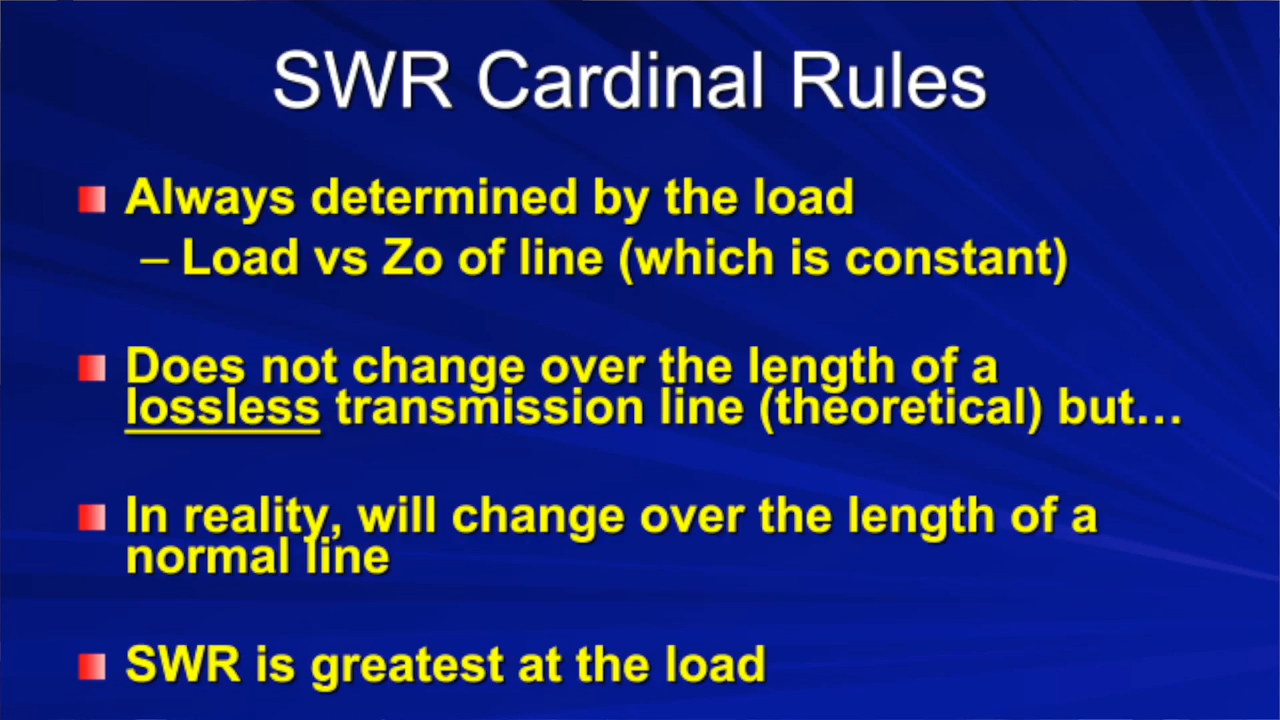 SWR Cardinal Rules
Always determined by the load
– Load vs Zo of line (which is constant)
Does not change over the length of a
lossless transmission line (theoretical) but…
In reality, will change over the length of a
normal line
SWR is greatest at the load